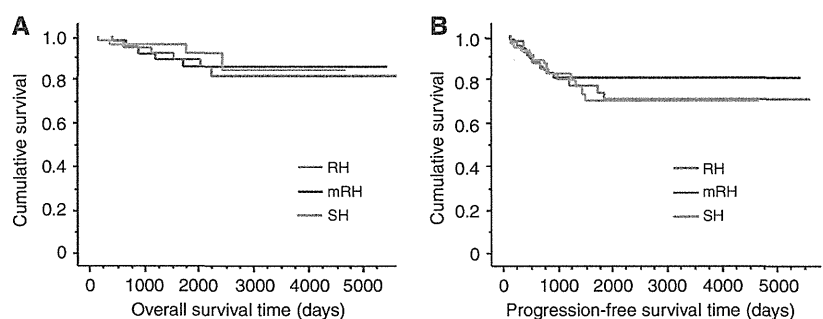 A
Cumulative survival
1.0
0.8
0.6
0.4
0.2
0
RH
mRH
SH
0 1000 2000 3000 4000 5000
Overall survival time (days)
B
Cumulative survival
1.0
0.8
0.6
0.4
0.2
0
RH
mRH
SH
0 1000 2000 3000 4000 5000
Progression-free survival time (days)